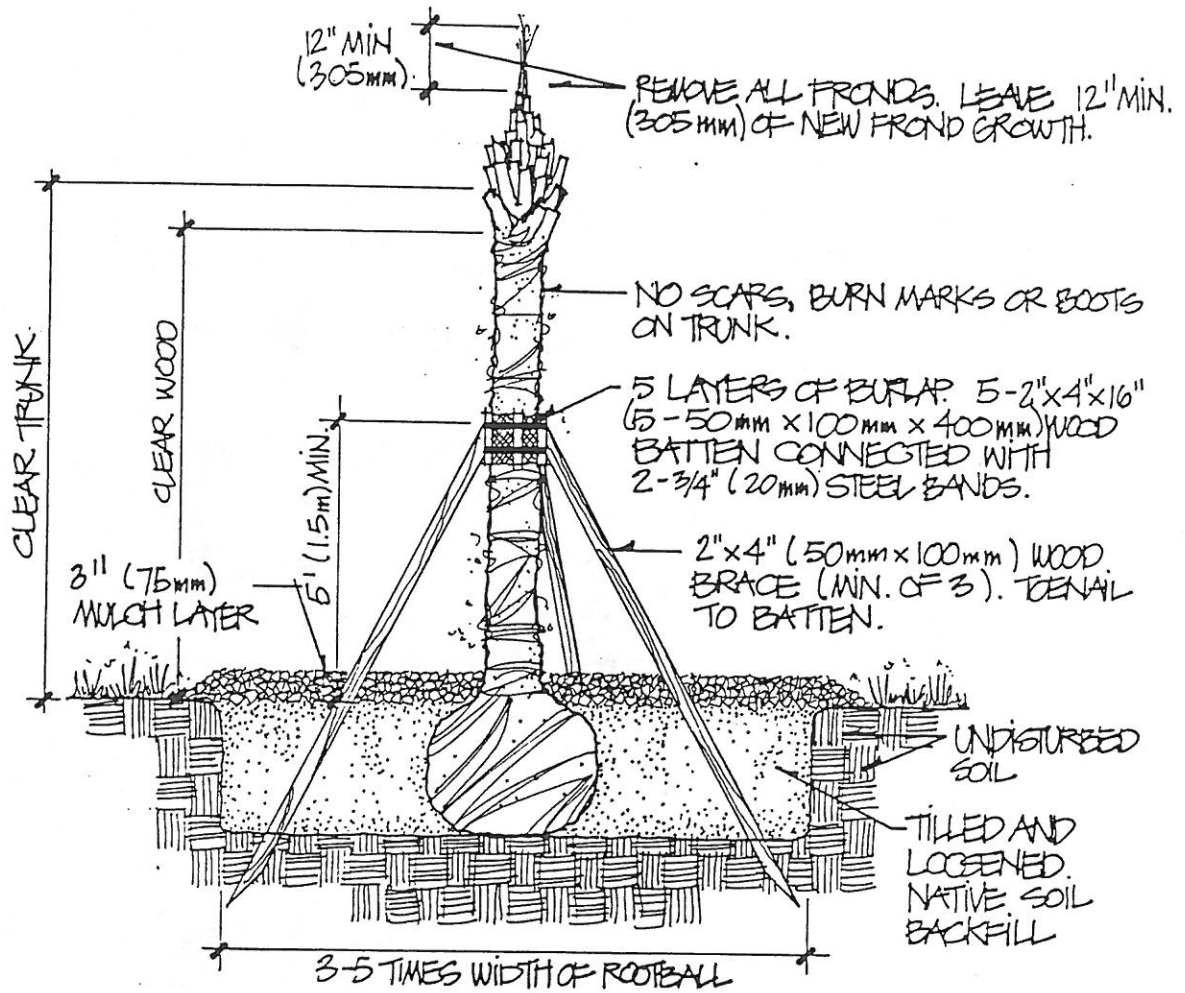 12" MIN
(305mm)
REMOVE ALL FRONDS. LEAVE 12" MIN.
(305mm) OF NEW FROND GROWTH.
CLEAR TRUNK
CLEAR WOOD
NO SCARS, BURN MARKS OR BOOTS
ON TRUNK.
5 LAYERS OF BURLAP. 5-2"x4"x16"
(5-50mm x 100mm x 400mm) WOOD
BATTEN CONNECTED WITH
2-3/4" (20mm) STEEL BANDS.
5' (1.5m) MIN.
2"x4" (50mm x 100mm) WOOD
BRACE (MIN. OF 3). TOENAIL
TO BATTEN.
3" (75mm)
MULCH LAYER
UNDISTURBED
SOIL
TILLED AND
LOOSENED.
NATIVE SOIL
BACKFILL
3-5 TIMES WIDTH OF ROOTBALL